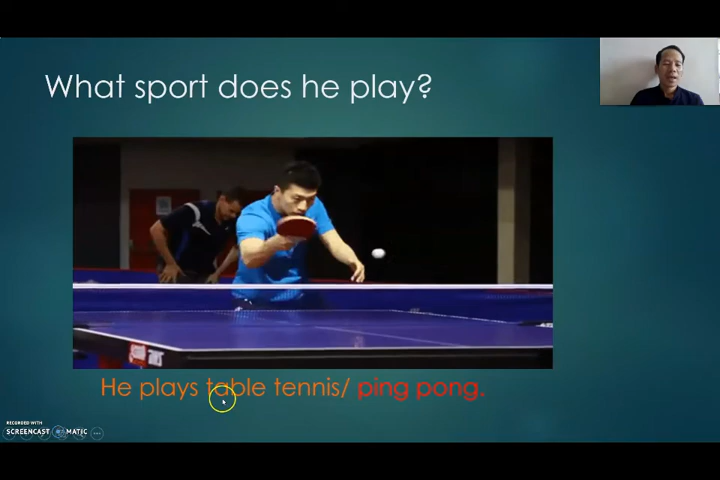 What sport does he play?
He plays table tennis/ ping pong.
RECORDED WITH
SCREENCAST MATIC